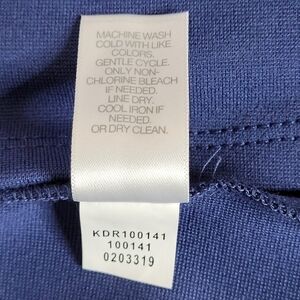 MACHINE WASH
COLD WITH LIKE
COLORS.
GENTLE CYCLE.
ONLY NON-
CHLORINE BLEACH
IF NEEDED.
LINE DRY.
COOL IRON IF
NEEDED.
OR DRY CLEAN.
KDR100141
100141
0203319